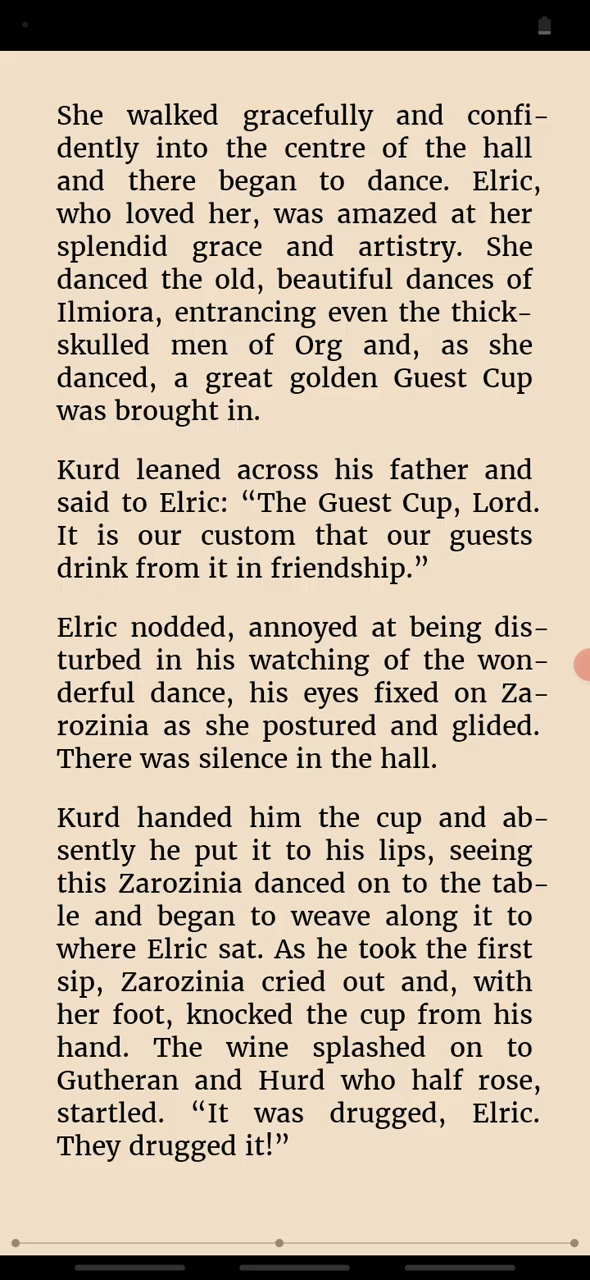 She walked gracefully and confi-
dently into the centre of the hall
and there began to dance. Elric,
who loved her, was amazed at her
splendid grace and artistry. She
danced the old, beautiful dances of
Ilmiora, entrancing even the thick-
skulled men of Org and, as she
danced, a great golden Guest Cup
was brought in.
Kurd leaned across his father and
said to Elric: “The Guest Cup, Lord.
It is our custom that our guests
drink from it in friendship.”
Elric nodded, annoyed at being dis-
turbed in his watching of the won-
derful dance, his eyes fixed on Za-
rozinia as she postured and glided.
There was silence in the hall.
Kurd handed him the cup and ab-
sently he put it to his lips, seeing
this Zarozinia danced on to the tab-
le and began to weave along it to
where Elric sat. As he took the first
sip, Zarozinia cried out and, with
her foot, knocked the cup from his
hand. The wine splashed on to
Gutheran and Hurd who half rose,
startled. “It was drugged, Elric.
They drugged it!”